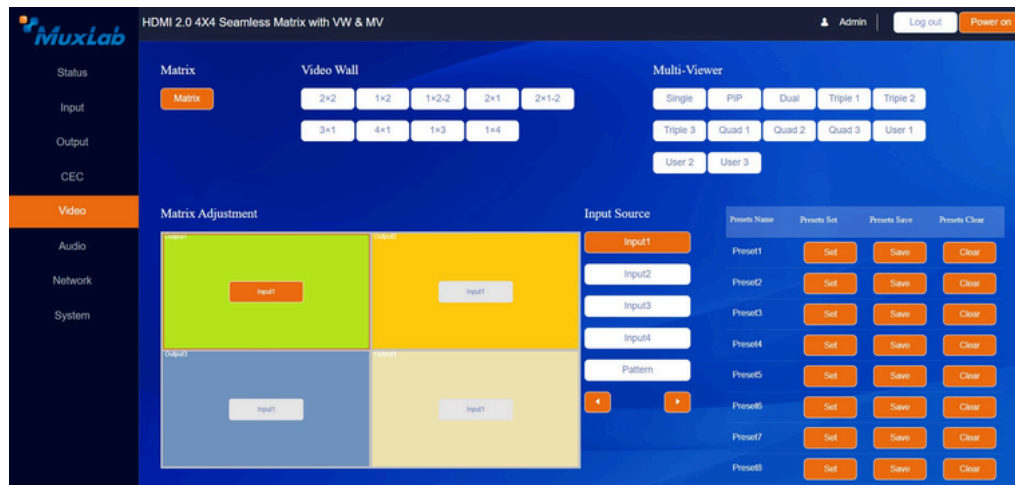 MuxLab
HDMI 2.0 4X4 Seamless Matrix with VW & MV
Admin
Log out
Power on
Status
Input
Output
CEC
Video
Audio
Network
System
Matrix
Matrix
Video Wall
2×2 1×2 1×2-2 2×1 2×1-2
3×1 4×1 1×3 1×4
Multi-Viewer
Single PIP Dual Triple 1 Triple 2
Triple 3 Quad 1 Quad 2 Quad 3 User 1
User 2 User 3
Matrix Adjustment
Output1 Output2
Input1 Input1
Output3 Output4
Input1 Input1
Input Source
Input1
Input2
Input3
Input4
Pattern
Presets Name Presets Set Presets Save Presets Clear
Preset1 Set Save Clear
Preset2 Set Save Clear
Preset3 Set Save Clear
Preset4 Set Save Clear
Preset5 Set Save Clear
Preset6 Set Save Clear
Preset7 Set Save Clear
Preset8 Set Save Clear